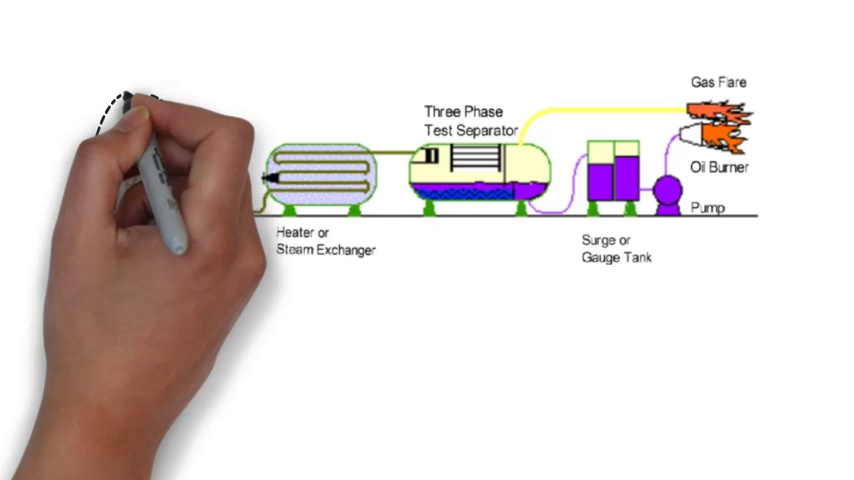 Gas Flare
Three Phase
Test Separator
Oil Burner
Pump
Heater or
Steam Exchanger
Surge or
Gauge Tank